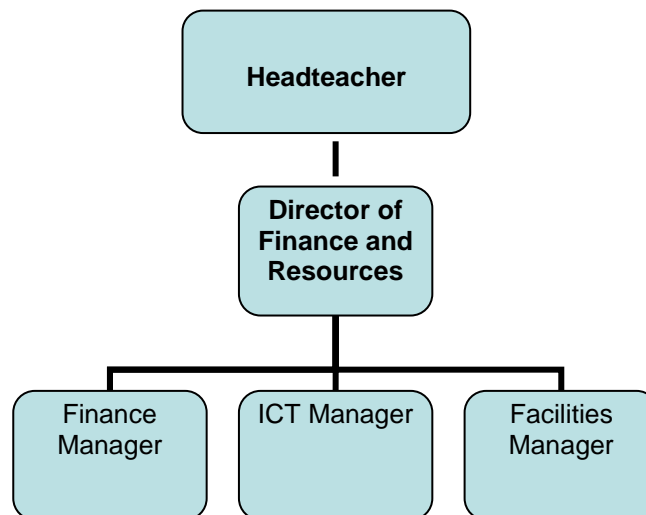 Headteacher
Director of
Finance and
Resources
Finance
Manager
ICT Manager
Facilities
Manager